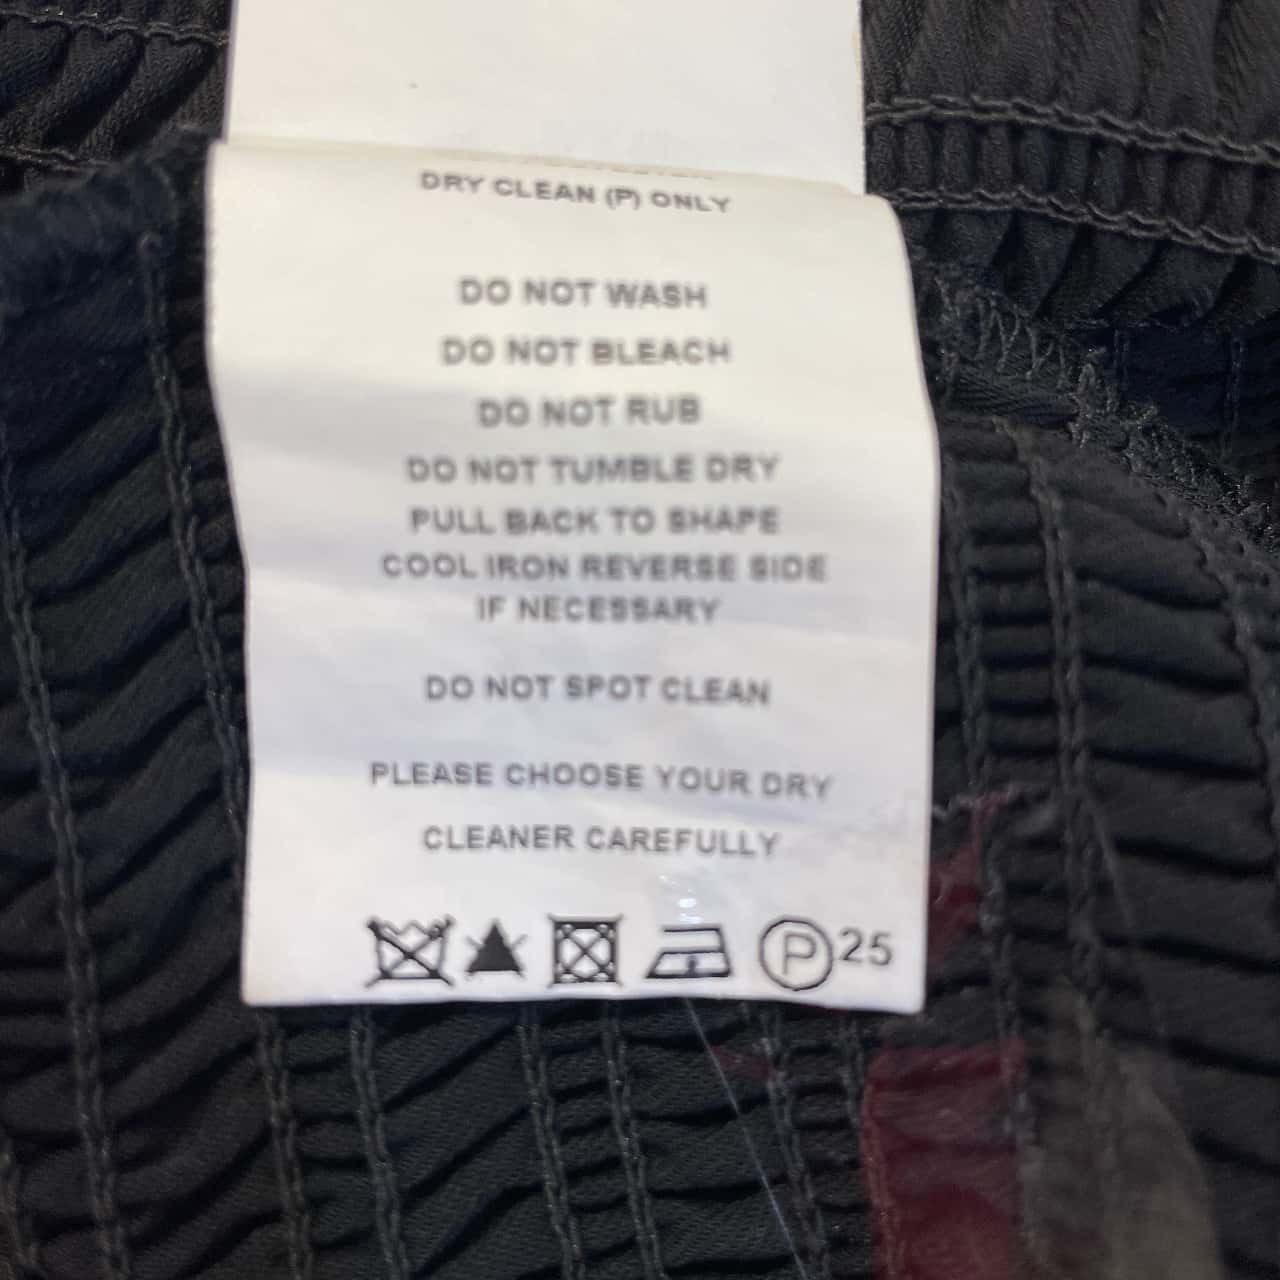 DRY CLEAN (P) ONLY
DO NOT WASH
DO NOT BLEACH
DO NOT RUB
DO NOT TUMBLE DRY
PULL BACK TO SHAPE
COOL IRON REVERSE SIDE
IF NECESSARY
DO NOT SPOT CLEAN
PLEASE CHOOSE YOUR DRY
CLEANER CAREFULLY
P 25